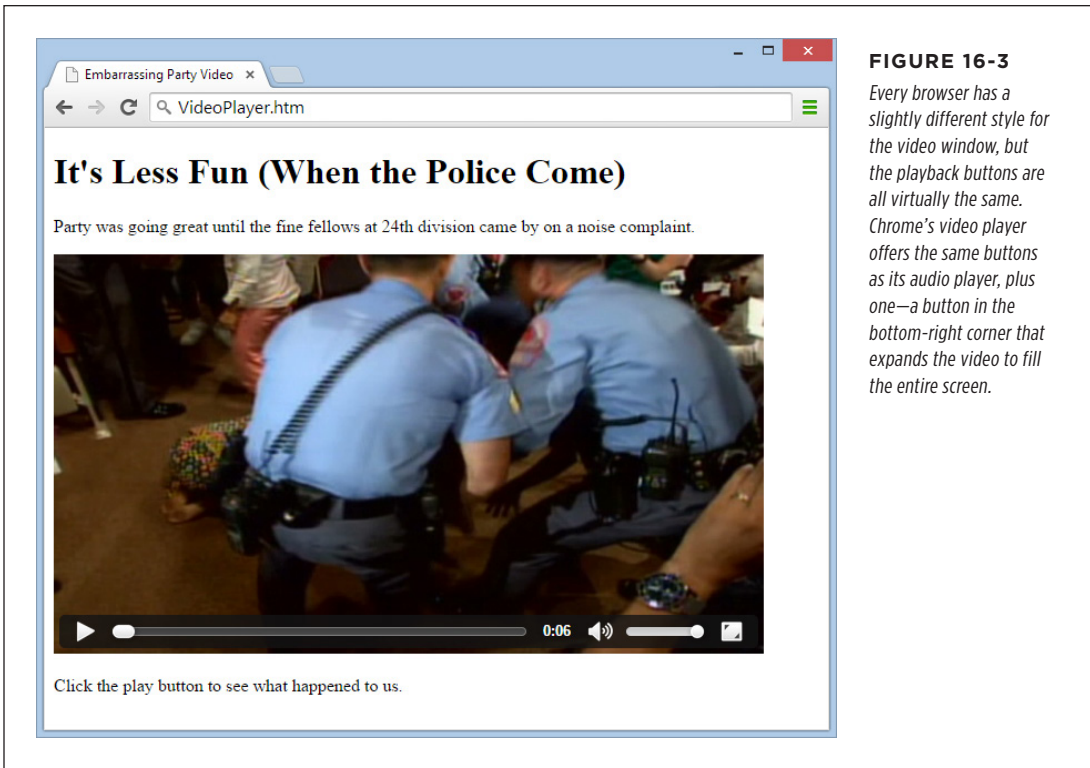 Embarrassing Party Video
VideoPlayer.htm
It's Less Fun (When the Police Come)
Party was going great until the fine fellows at 24th division came by on a noise complaint.
0:06
Click the play button to see what happened to us.
FIGURE 16-3
Every browser has a
slightly different style for
the video window, but
the playback buttons are
all virtually the same.
Chrome’s video player
offers the same buttons
as its audio player, plus
one—a button in the
bottom-right corner that
expands the video to fill
the entire screen.